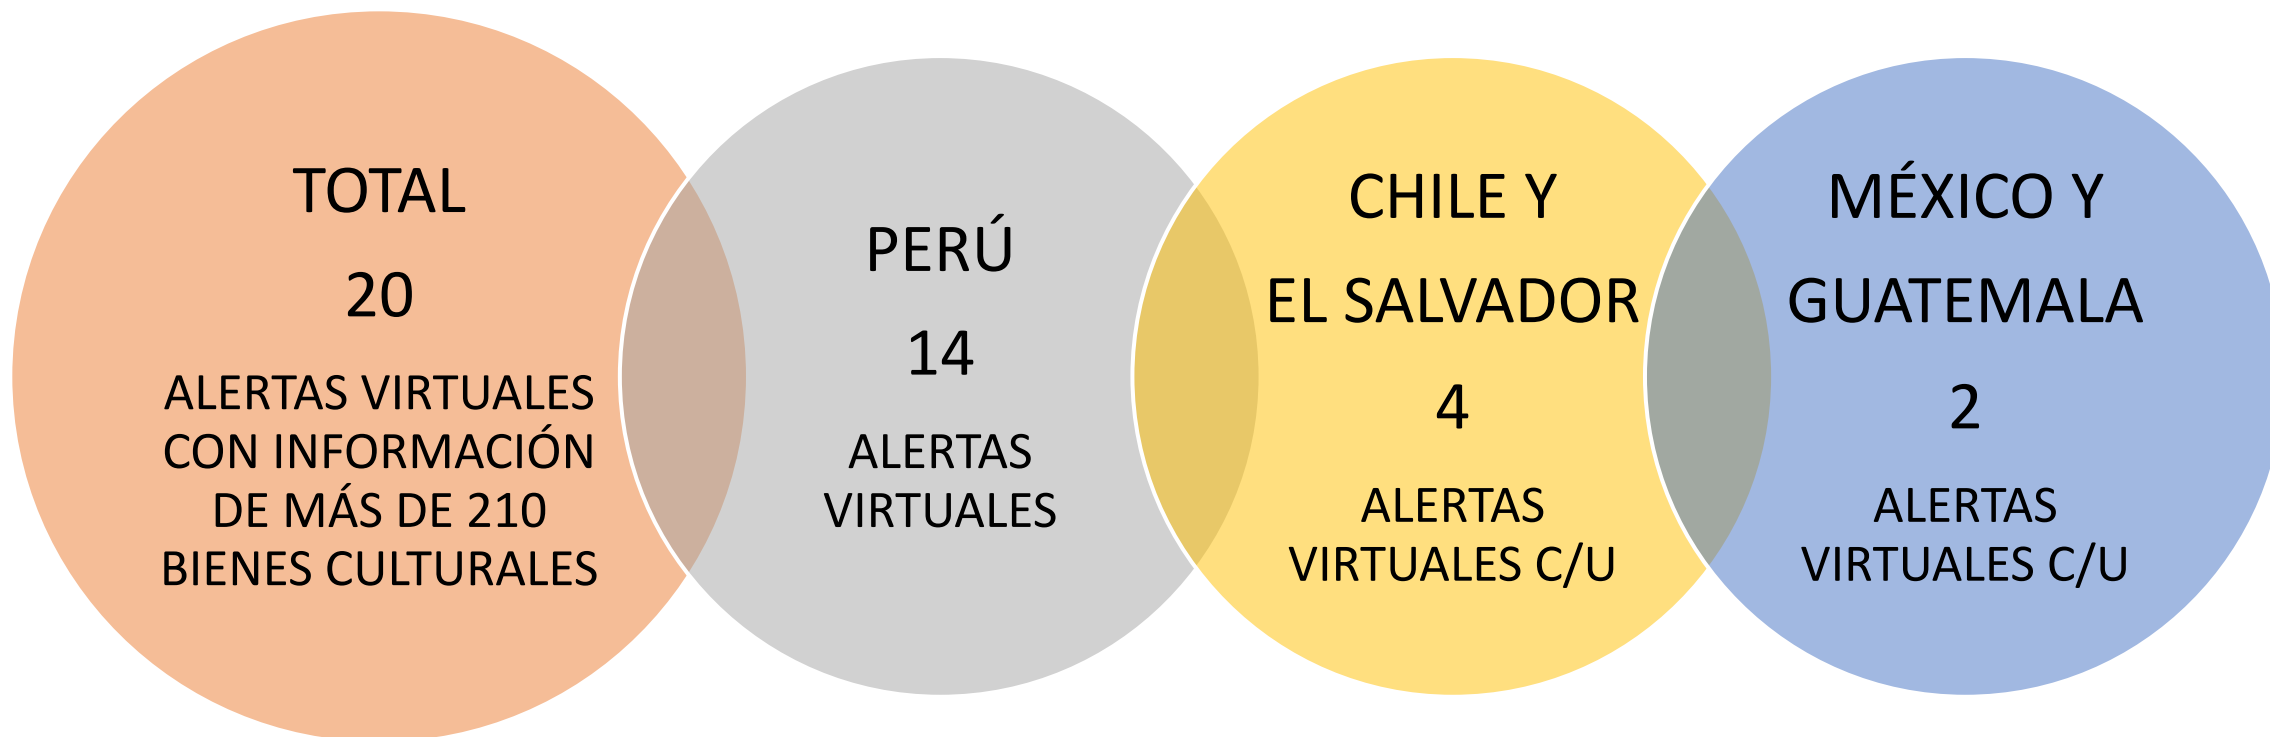 TOTAL
20
ALERTAS VIRTUALES
CON INFORMACIÓN
DE MÁS DE 210
BIENES CULTURALES
PERÚ
14
ALERTAS
VIRTUALES
CHILE Y
EL SALVADOR
4
ALERTAS
VIRTUALES C/U
MÉXICO Y
GUATEMALA
2
ALERTAS
VIRTUALES C/U